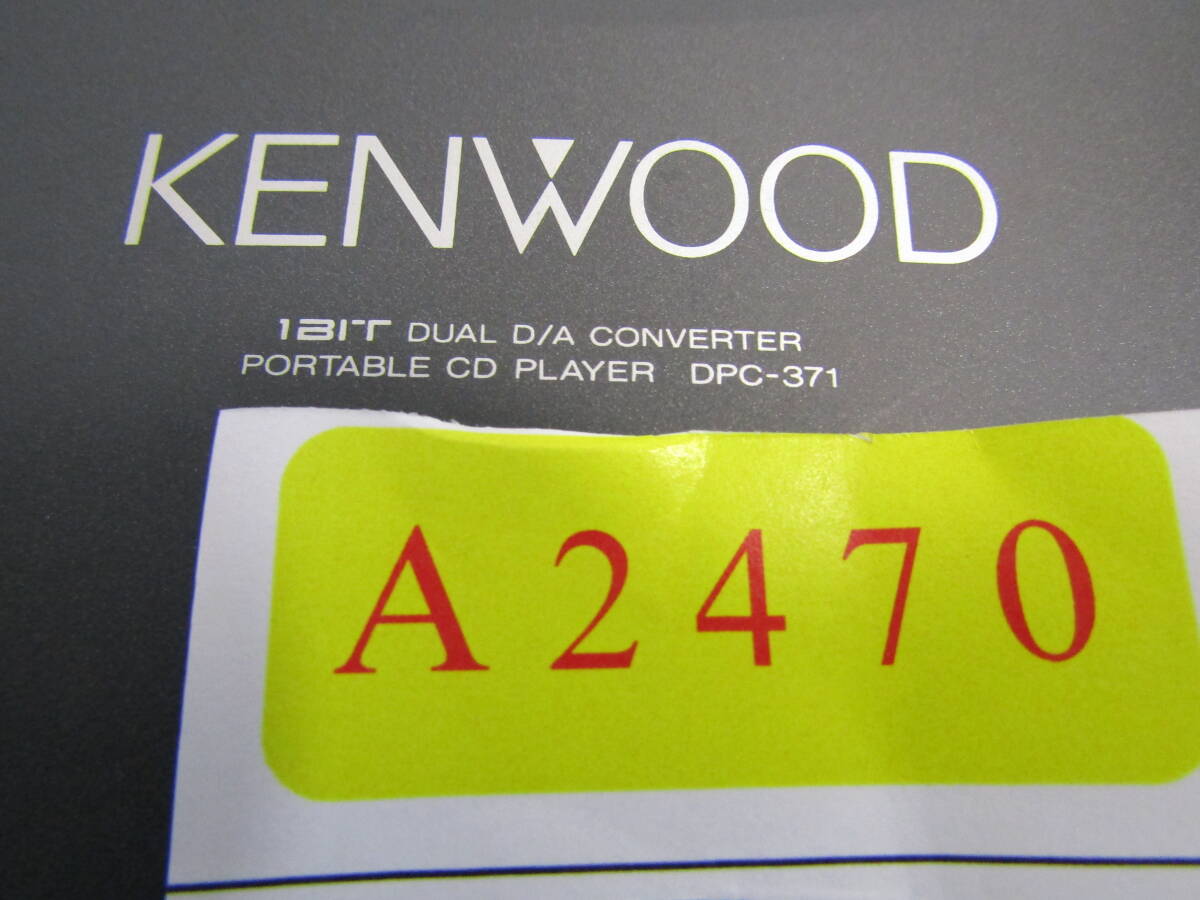 KENWOOD
1BIT DUAL D/A CONVERTER
PORTABLE CD PLAYER DPC-371
A2470